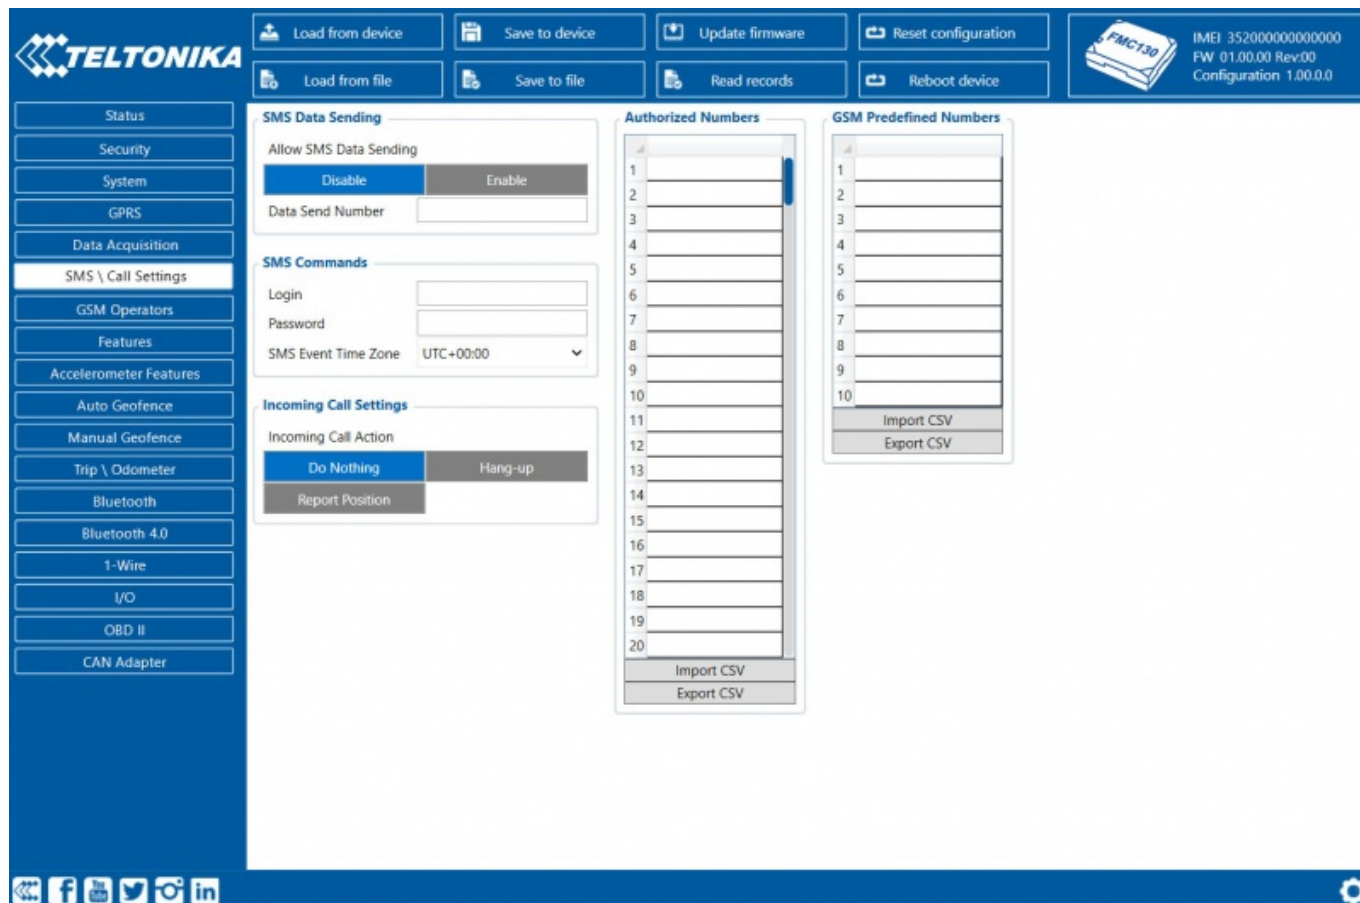 TELTONIKA
Load from device
Save to device
Update firmware
Reset configuration
Load from file
Save to file
Read records
Reboot device
FMC130
IMEI 352000000000000
FW 01.00.00 Rev:00
Configuration 1.00.0.0
Status
Security
System
GPRS
Data Acquisition
SMS \ Call Settings
GSM Operators
Features
Accelerometer Features
Auto Geofence
Manual Geofence
Trip \ Odometer
Bluetooth
Bluetooth 4.0
1-Wire
I/O
OBD II
CAN Adapter
SMS Data Sending
Allow SMS Data Sending
Disable Enable
Data Send Number
SMS Commands
Login
Password
SMS Event Time Zone UTC+00:00
Incoming Call Settings
Incoming Call Action
Do Nothing Hang-up
Report Position
Authorized Numbers
1
2
3
4
5
6
7
8
9
10
11
12
13
14
15
16
17
18
19
20
Import CSV
Export CSV
GSM Predefined Numbers
1
2
3
4
5
6
7
8
9
10
Import CSV
Export CSV
f
You
Tube
in